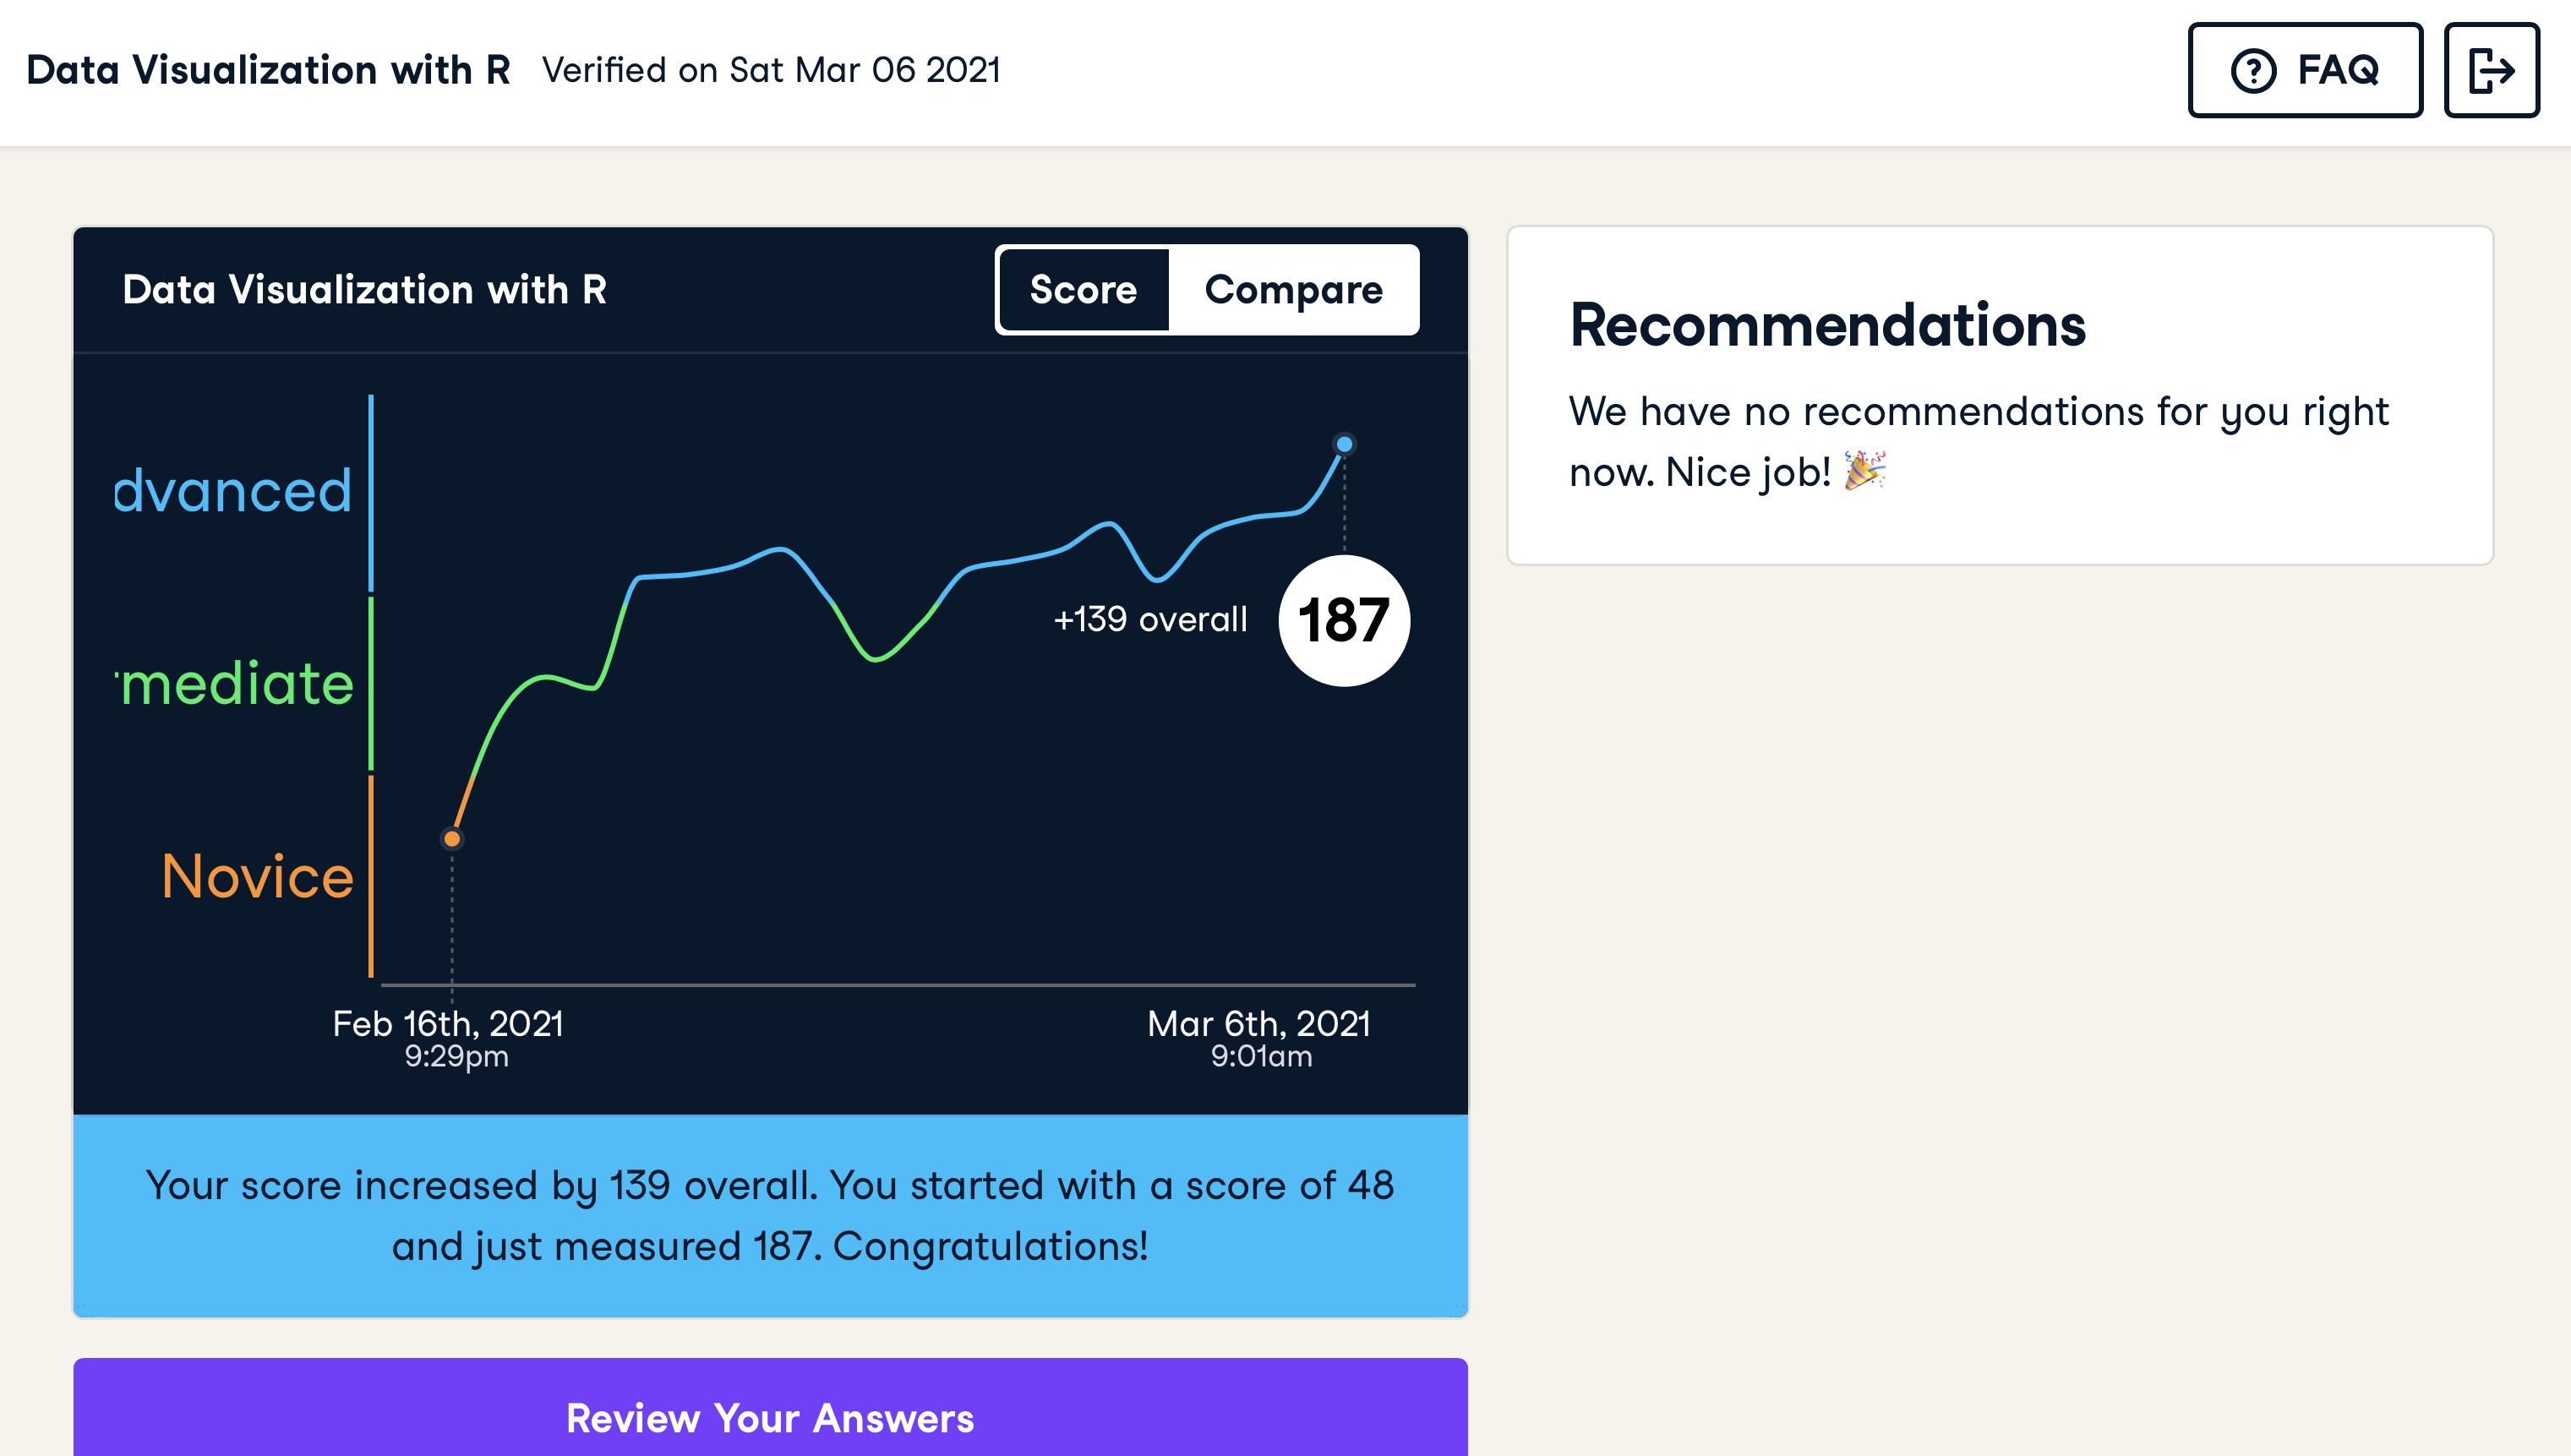 Data Visualization with R Verified on Sat Mar 06 2021
FAQ
Data Visualization with R
Score
Compare
dvanced
mediate
Novice
+139 overall
187
Feb 16th, 2021
9:29pm
Mar 6th, 2021
9:01am
Your score increased by 139 overall. You started with a score of 48
and just measured 187. Congratulations!
Review Your Answers
Recommendations
We have no recommendations for you right
now. Nice job! 🎉